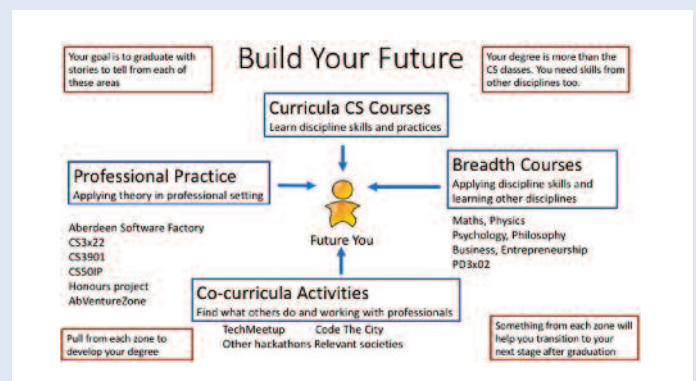 Build Your Future
Your goal is to graduate with
stories to tell from each of
these areas
Your degree is more than the
CS classes. You need skills from
other disciplines too.
Curricula CS Courses
Learn discipline skills and practices
Professional Practice
Applying theory in professional setting
Breadth Courses
Applying discipline skills and
learning other disciplines
Aberdeen Software Factory
CS3x22
CS3901
CS50IP
Honours project
AbVentureZone
Future You
Maths, Physics
Psychology, Philosophy
Business, Entrepreneurship
PD3x02
Co-curricula Activities
Find what others do and working with professionals
TechMeetup Code The City
Other hackathons Relevant societies
Pull from each zone to
develop your degree
Something from each zone will
help you transition to your
next stage after graduation